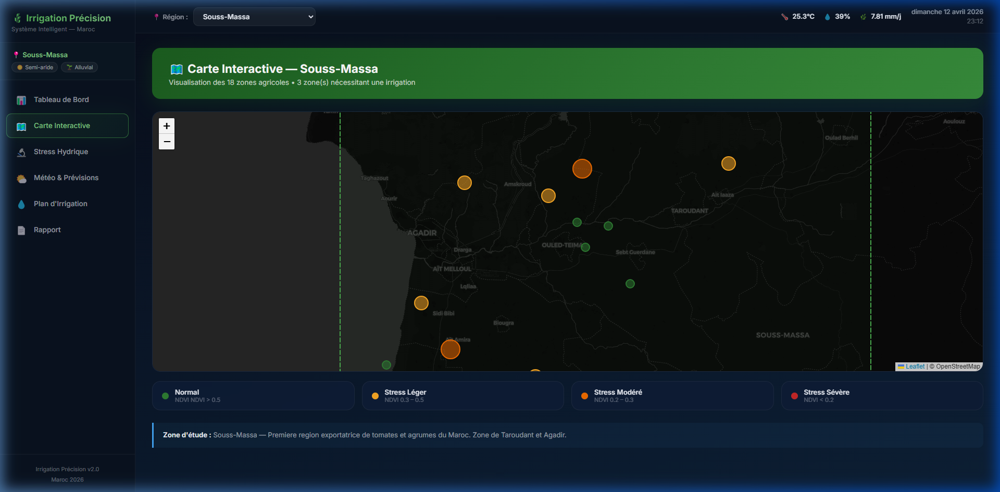 Irrigation Précision
Système Intelligent — Maroc
Souss-Massa
Semi-aride
Alluvial
Tableau de Bord
Carte Interactive
Stress Hydrique
Météo & Prévisions
Plan d'Irrigation
Rapport
Irrigation Précision v2.0
Maroc 2026
Région :
Souss-Massa
25.3°C
39%
7.81 mm/j
dimanche 12 avril 2026
23:12
Carte Interactive — Souss-Massa
Visualisation des 18 zones agricoles • 3 zone(s) nécessitant une irrigation
+
−
Aoulouz
Oulad Berhil
Taghazout
Amskroud
Aourir
Ait Iaaza
TAROUDANT
AGADIR
OULED-TEIMA
Drarga
Sebt Guerdane
AÏT MELLOUL
Lqliaa
Sidi Bibi
Biougra
SOUSS-MASSA
Aït Amira
Leaflet | © OpenStreetMap
Normal
NDVI NDVI > 0.5
Stress Léger
NDVI 0.3 – 0.5
Stress Modéré
NDVI 0.2 – 0.3
Stress Sévère
NDVI < 0.2
Zone d'étude : Souss-Massa — Premiere region exportatrice de tomates et agrumes du Maroc. Zone de Taroudant et Agadir.